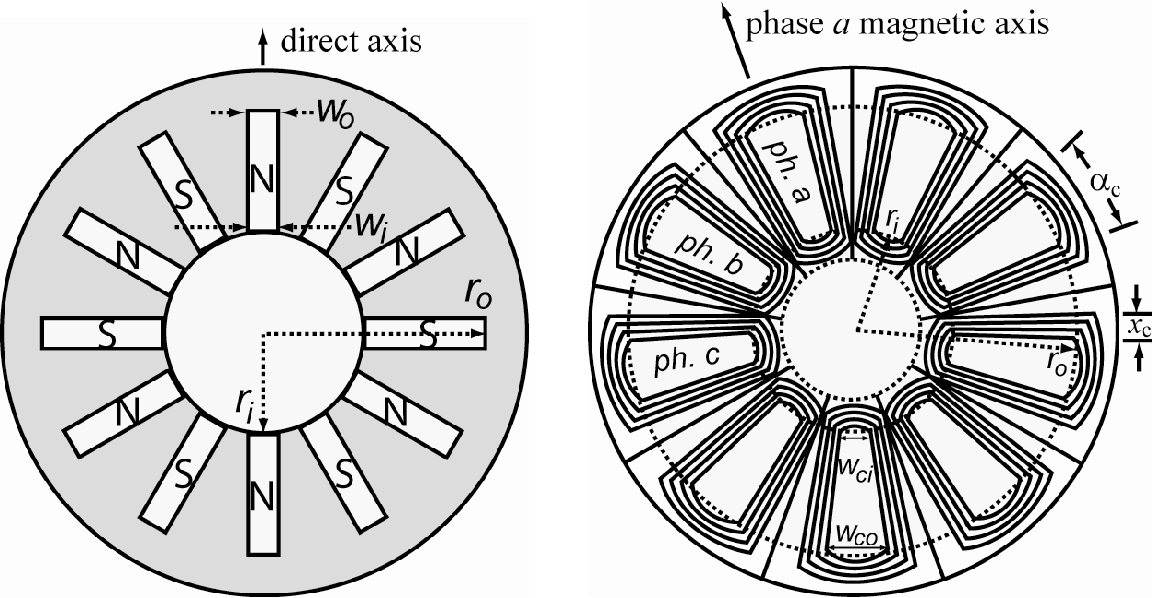 direct axis
w_o
S
N
S
w_i
N
N
r_o
S
S
r_i
N
N
S
S
N
phase a magnetic axis
ph. a
α_c
r_i
ph. b
x_c
ph. c
r_o
w_ci
w_co